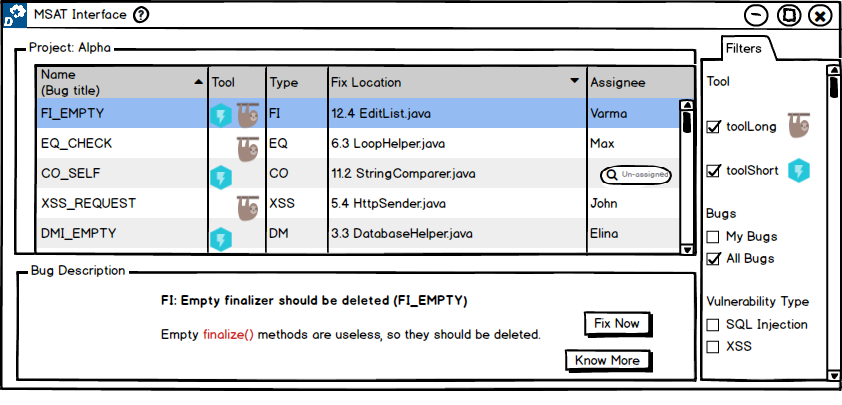 MSAT Interface ?
Project: Alpha
Name
(Bug title)
Tool
Type
Fix Location
Assignee
FI_EMPTY FI 12.4 EditList.java Varma
EQ_CHECK EQ 6.3 LoopHelper.java Max
CO_SELF CO 11.2 StringComparer.java Un-assigned
XSS_REQUEST XSS 5.4 HttpSender.java John
DMI_EMPTY DM 3.3 DatabaseHelper.java Elina
Bug Description
FI: Empty finalizer should be deleted (FI_EMPTY)
Empty finalize() methods are useless, so they should be deleted.
Fix Now
Know More
Filters
Tool
toolLong
toolShort
Bugs
My Bugs
All Bugs
Vulnerability Type
SQL Injection
XSS